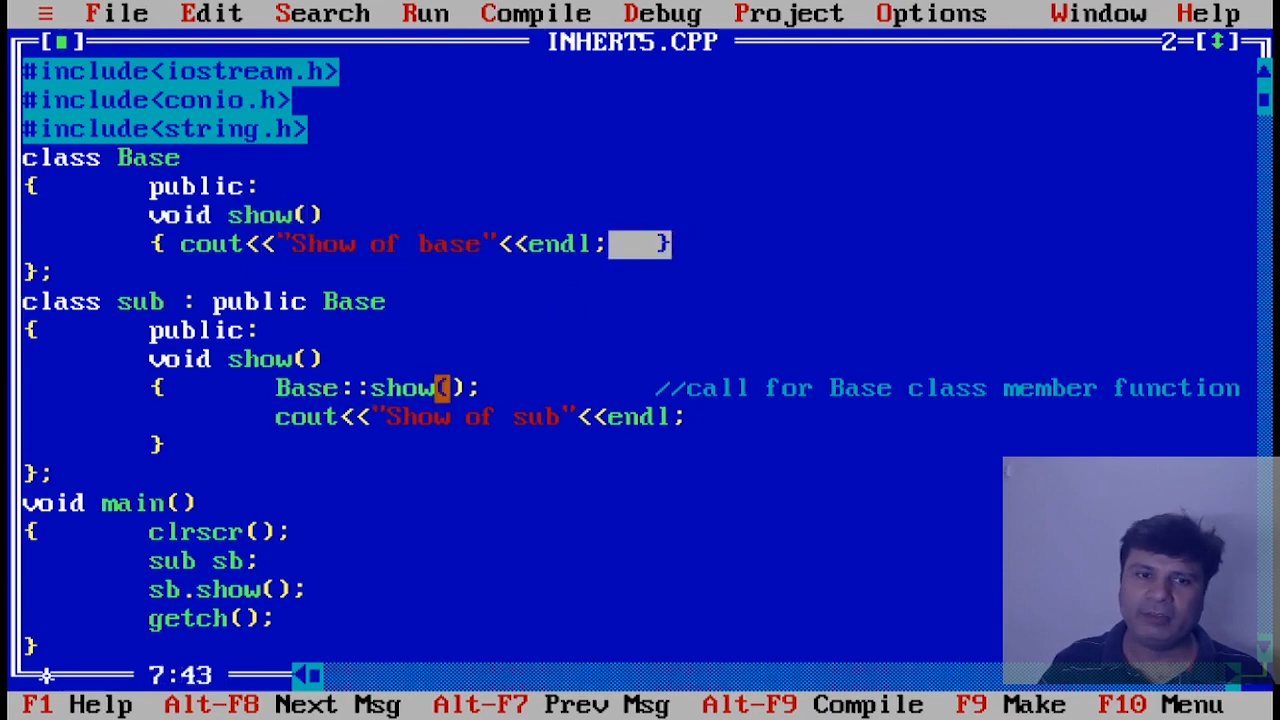 ≡ File Edit Search Run Compile Debug Project Options Window Help
[■] INHERT5.CPP 2=[↕]
#include<iostream.h>
#include<conio.h>
#include<string.h>
class Base
{ public:
void show()
{ cout<<"Show of base"<<endl; }
};
class sub : public Base
{ public:
void show()
{ Base::show(); //call for Base class member function
cout<<"Show of sub"<<endl;
}
};
void main()
{ clrscr();
sub sb;
sb.show();
getch();
}
7:43
F1 Help Alt-F8 Next Msg Alt-F7 Prev Msg Alt-F9 Compile F9 Make F10 Menu